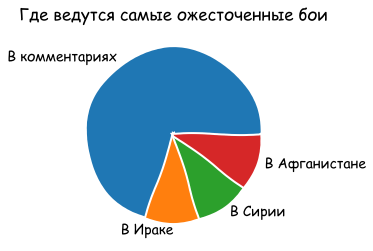 Где ведутся самые ожесточенные бои
В комментариях
В Афганистане
В Сирии
В Ираке